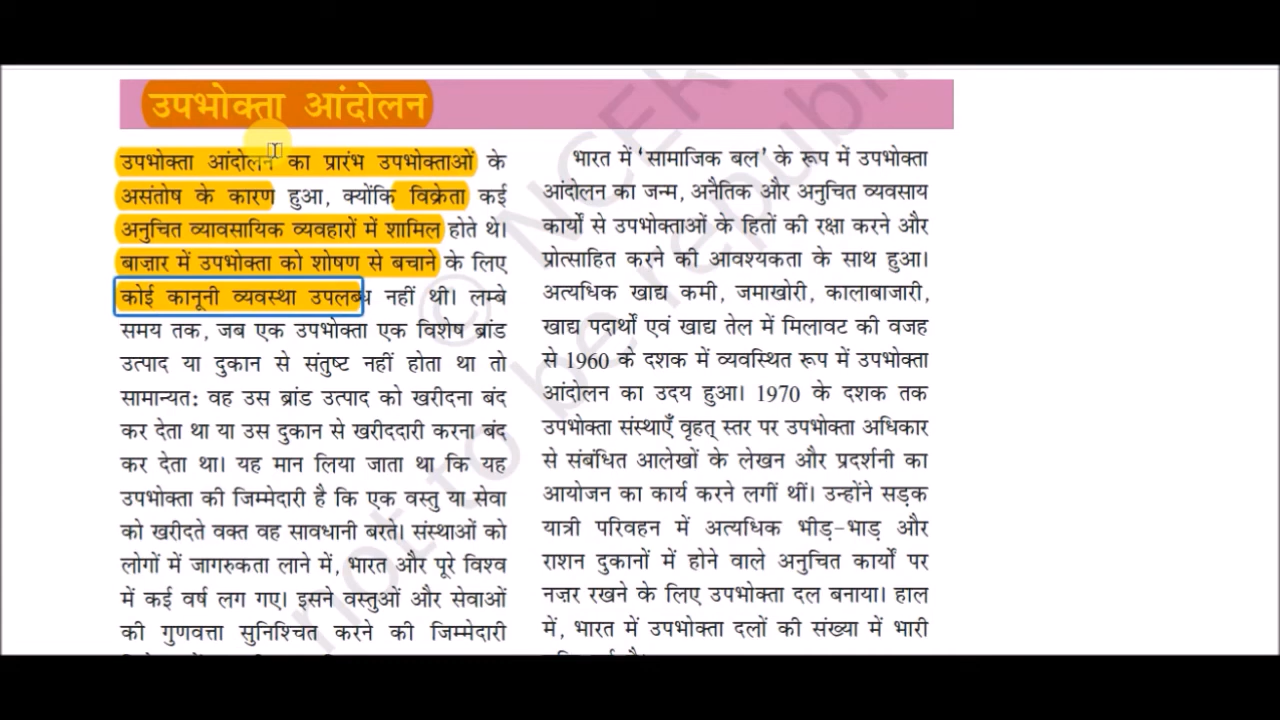 उपभोक्ता आंदोलन
उपभोक्ता आंदोलन का प्रारंभ उपभोक्ताओं के
असंतोष के कारण हुआ, क्योंकि विक्रेता कई
अनुचित व्यावसायिक व्यवहारों में शामिल होते थे।
बाज़ार में उपभोक्ता को शोषण से बचाने के लिए
कोई कानूनी व्यवस्था उपलब्ध नहीं थी। लम्बे
समय तक, जब एक उपभोक्ता एक विशेष ब्रांड
उत्पाद या दुकान से संतुष्ट नहीं होता था तो
सामान्यत: वह उस ब्रांड उत्पाद को खरीदना बंद
कर देता था या उस दुकान से खरीददारी करना बंद
कर देता था। यह मान लिया जाता था कि यह
उपभोक्ता की जिम्मेदारी है कि एक वस्तु या सेवा
को खरीदते वक्त वह सावधानी बरते। संस्थाओं को
लोगों में जागरुकता लाने में, भारत और पूरे विश्व
में कई वर्ष लग गए। इसने वस्तुओं और सेवाओं
की गुणवत्ता सुनिश्चित करने की जिम्मेदारी
भारत में 'सामाजिक बल' के रूप में उपभोक्ता
आंदोलन का जन्म, अनैतिक और अनुचित व्यवसाय
कार्यों से उपभोक्ताओं के हितों की रक्षा करने और
प्रोत्साहित करने की आवश्यकता के साथ हुआ।
अत्यधिक खाद्य कमी, जमाखोरी, कालाबाजारी,
खाद्य पदार्थों एवं खाद्य तेल में मिलावट की वजह
से 1960 के दशक में व्यवस्थित रूप में उपभोक्ता
आंदोलन का उदय हुआ। 1970 के दशक तक
उपभोक्ता संस्थाएँ वृहत् स्तर पर उपभोक्ता अधिकार
से संबंधित आलेखों के लेखन और प्रदर्शनी का
आयोजन का कार्य करने लगीं थीं। उन्होंने सड़क
यात्री परिवहन में अत्यधिक भीड़-भाड़ और
राशन दुकानों में होने वाले अनुचित कार्यों पर
नज़र रखने के लिए उपभोक्ता दल बनाया। हाल
में, भारत में उपभोक्ता दलों की संख्या में भारी
© NCER
not to be republi